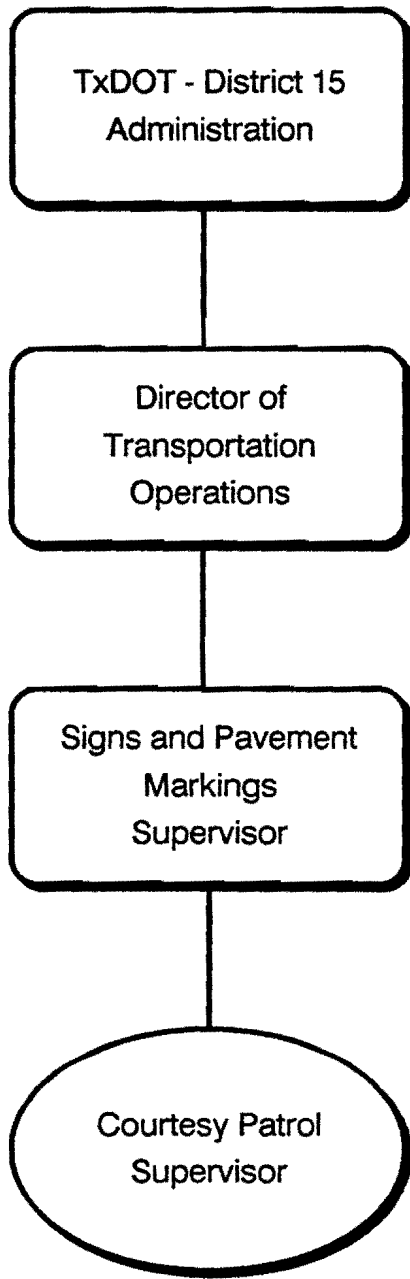 TxDOT - District 15
Administration
Director of
Transportation
Operations
Signs and Pavement
Markings
Supervisor
Courtesy Patrol
Supervisor